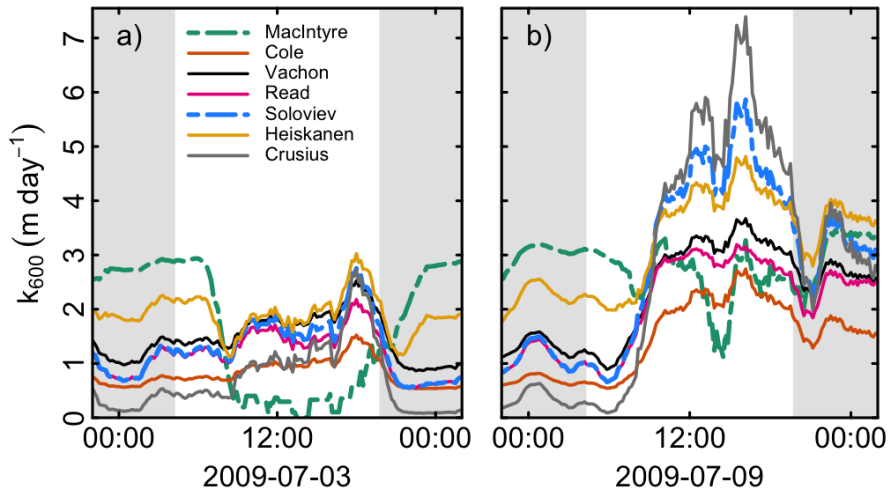 a)
b)
MacIntyre
Cole
Vachon
Read
Soloviev
Heiskanen
Crusius
k600 (m day−1)
7
6
5
4
3
2
1
0
00:00 12:00 00:00
00:00 12:00 00:00
2009-07-03
2009-07-09